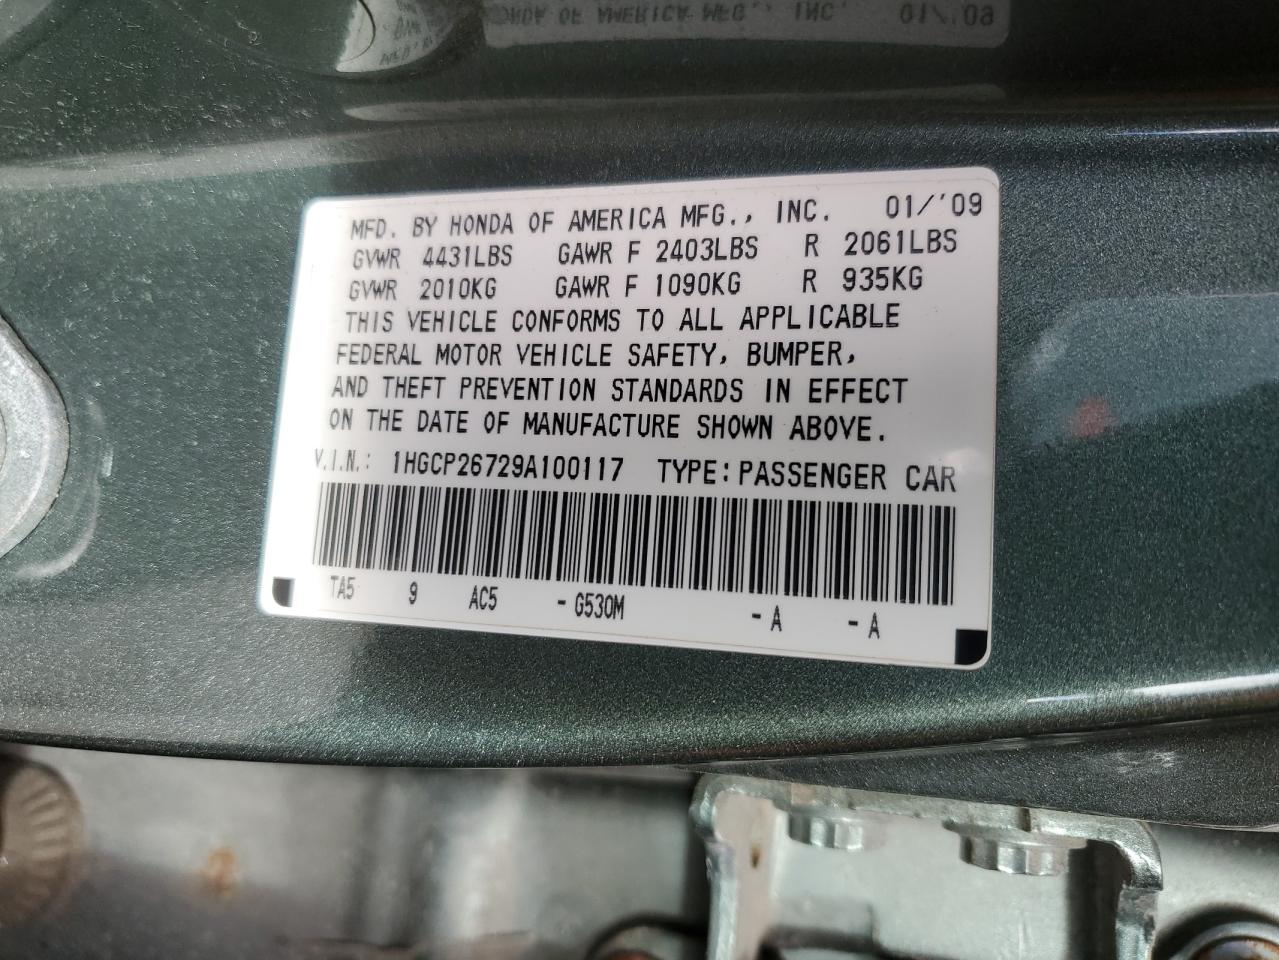 MFD. BY HONDA OF AMERICA MFG., INC. 01/'09
GVWR 4431LBS GAWR F 2403LBS R 2061LBS
GVWR 2010KG GAWR F 1090KG R 935KG
THIS VEHICLE CONFORMS TO ALL APPLICABLE
FEDERAL MOTOR VEHICLE SAFETY, BUMPER,
AND THEFT PREVENTION STANDARDS IN EFFECT
ON THE DATE OF MANUFACTURE SHOWN ABOVE.
V.I.N.: 1HGCP26729A100117 TYPE:PASSENGER CAR
TA5 9 AC5 -G530M -A -A